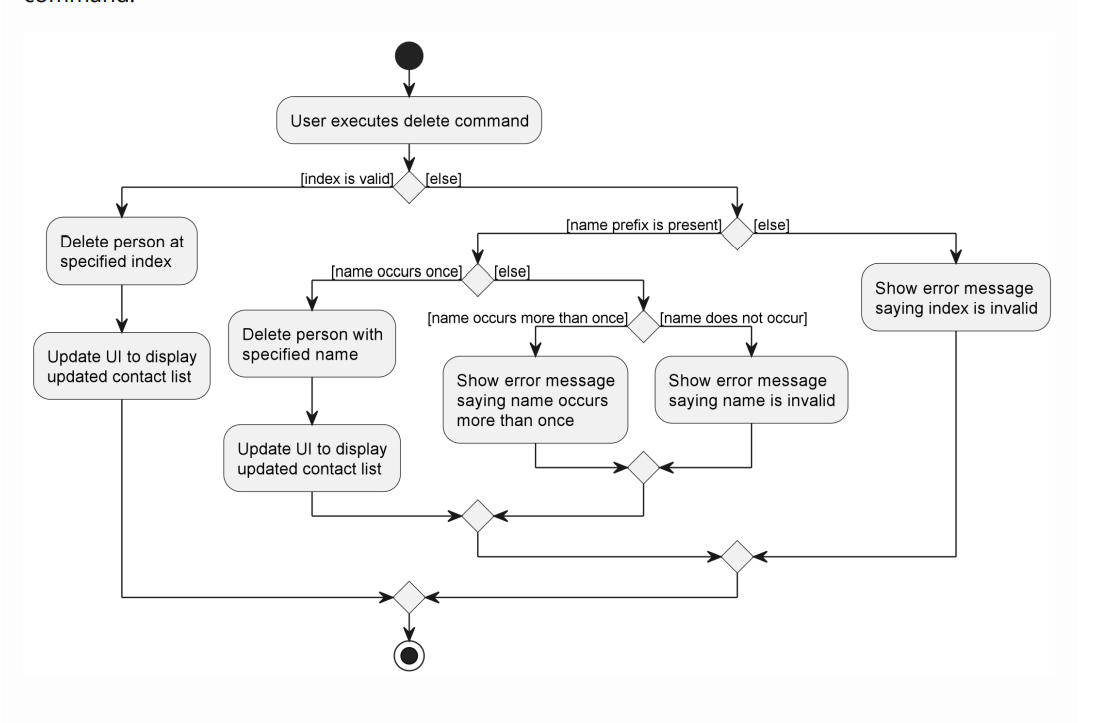 command.
User executes delete command
[index is valid]
[else]
[name prefix is present]
[else]
Delete person at
specified index
[name occurs once]
[else]
Show error message
saying index is invalid
[name occurs more than once]
[name does not occur]
Delete person with
specified name
Update UI to display
updated contact list
Show error message
saying name occurs
more than once
Show error message
saying name is invalid
Update UI to display
updated contact list